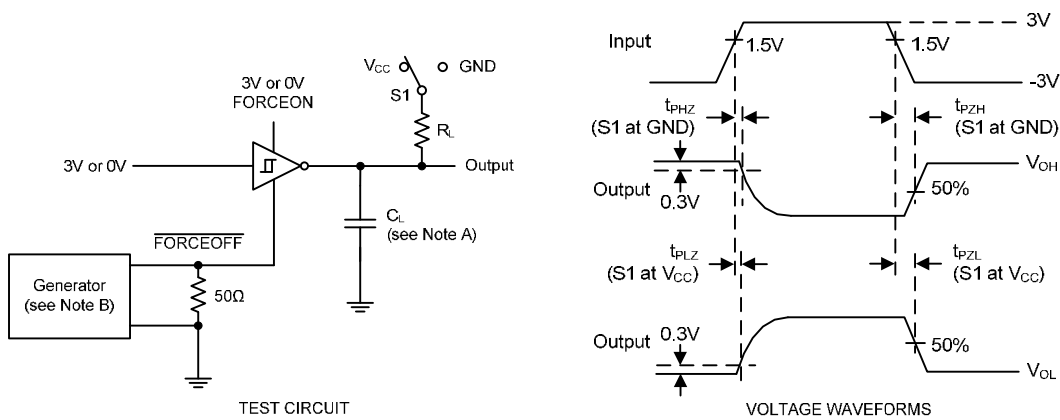 V_CC
GND
S1
3V or 0V
FORCEON
R_L
3V or 0V
Output
C_L
(see Note A)
FORCEOFF
Generator
(see Note B)
50Ω
TEST CIRCUIT
3V
Input
1.5V
1.5V
-3V
t_PHZ
(S1 at GND)
t_PZH
(S1 at GND)
V_OH
Output
50%
0.3V
t_PLZ
(S1 at V_CC)
t_PZL
(S1 at V_CC)
0.3V
Output
50%
V_OL
VOLTAGE WAVEFORMS